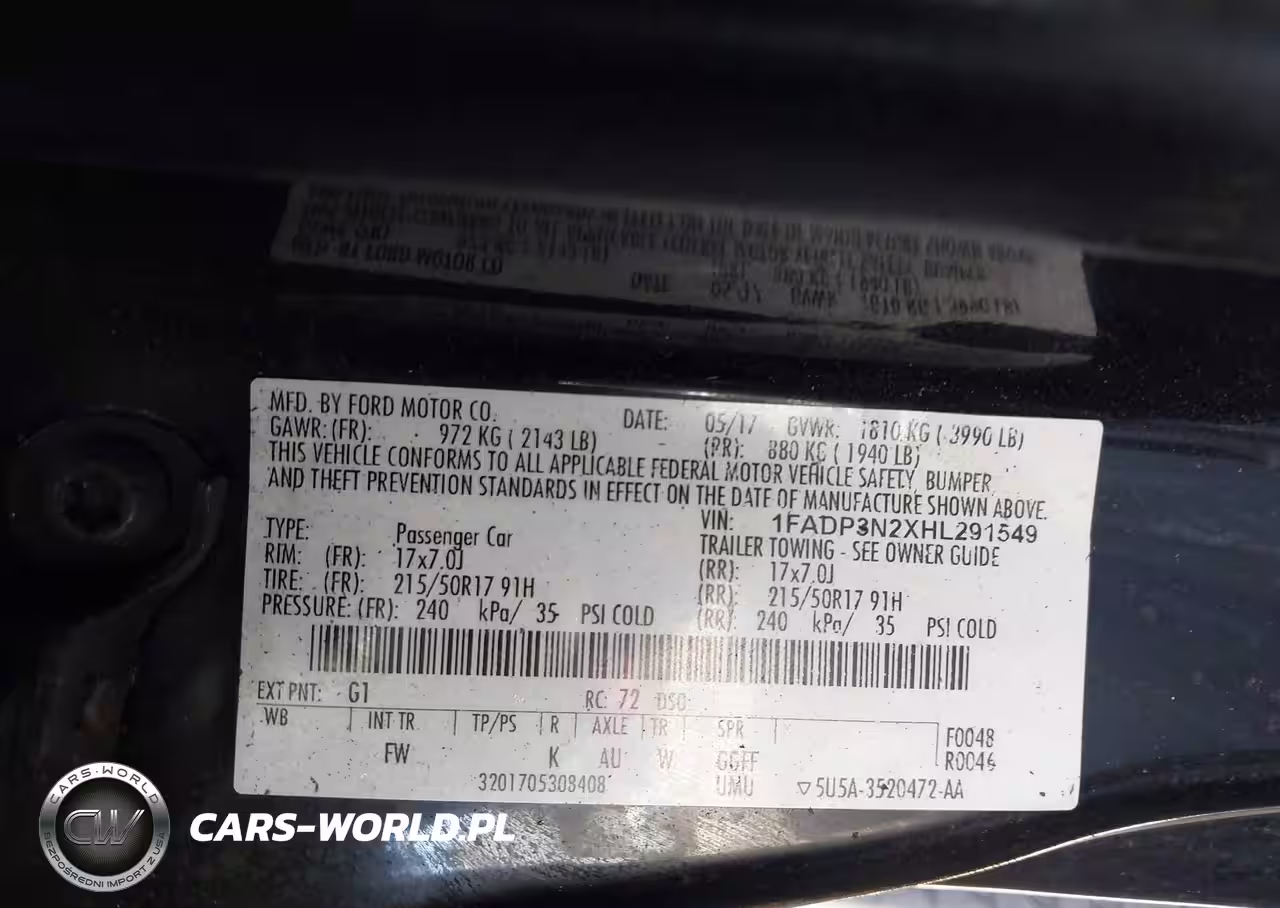 MFD. BY FORD MOTOR CO. DATE: 05/17 GVWR: 1810 KG ( 3990 LB)
GAWR: (FR): 972 KG ( 2143 LB) (RR): 880 KG ( 1940 LB)
THIS VEHICLE CONFORMS TO ALL APPLICABLE FEDERAL MOTOR VEHICLE SAFETY, BUMPER
AND THEFT PREVENTION STANDARDS IN EFFECT ON THE DATE OF MANUFACTURE SHOWN ABOVE.
VIN: 1FADP3N2XHL291549
TYPE: Passenger Car TRAILER TOWING - SEE OWNER GUIDE
RIM: (FR): 17x7.0J (RR): 17x7.0J
TIRE: (FR): 215/50R17 91H (RR): 215/50R17 91H
PRESSURE: (FR): 240 kPa/ 35 PSI COLD (RR): 240 kPa/ 35 PSI COLD
EXT PNT: G1 RC: 72 DSO:
WB INT TR TP/PS R AXLE TR SPR F0048
FW K AU W GGFF
3201705308408 UMU ▽5U5A-3520472-AA
CARS-WORLD
CW
BEZPOŚREDNI IMPORT Z USA
CARS-WORLD.PL